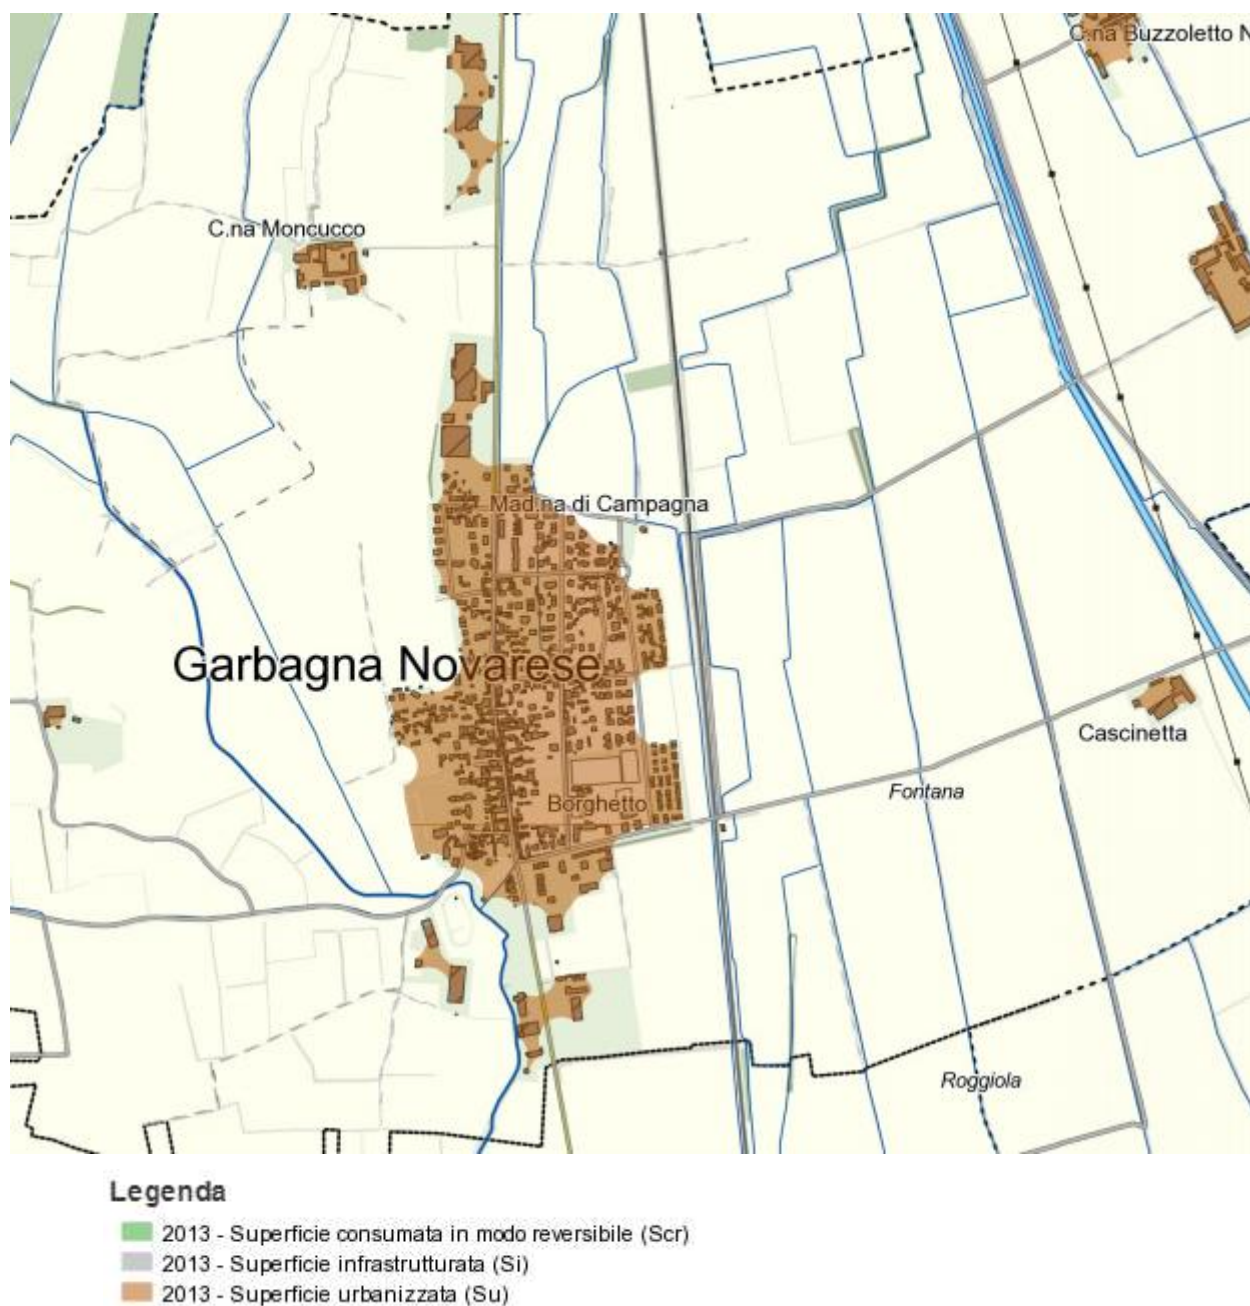 C.na Buzzoletto N
C.na Moncucco
Mad.na di Campagna
Garbagna Novarese
Cascinetta
Fontana
Borghetto
Roggiola
Legenda
2013 - Superficie consumata in modo reversibile (Scr)
2013 - Superficie infrastrutturata (Si)
2013 - Superficie urbanizzata (Su)